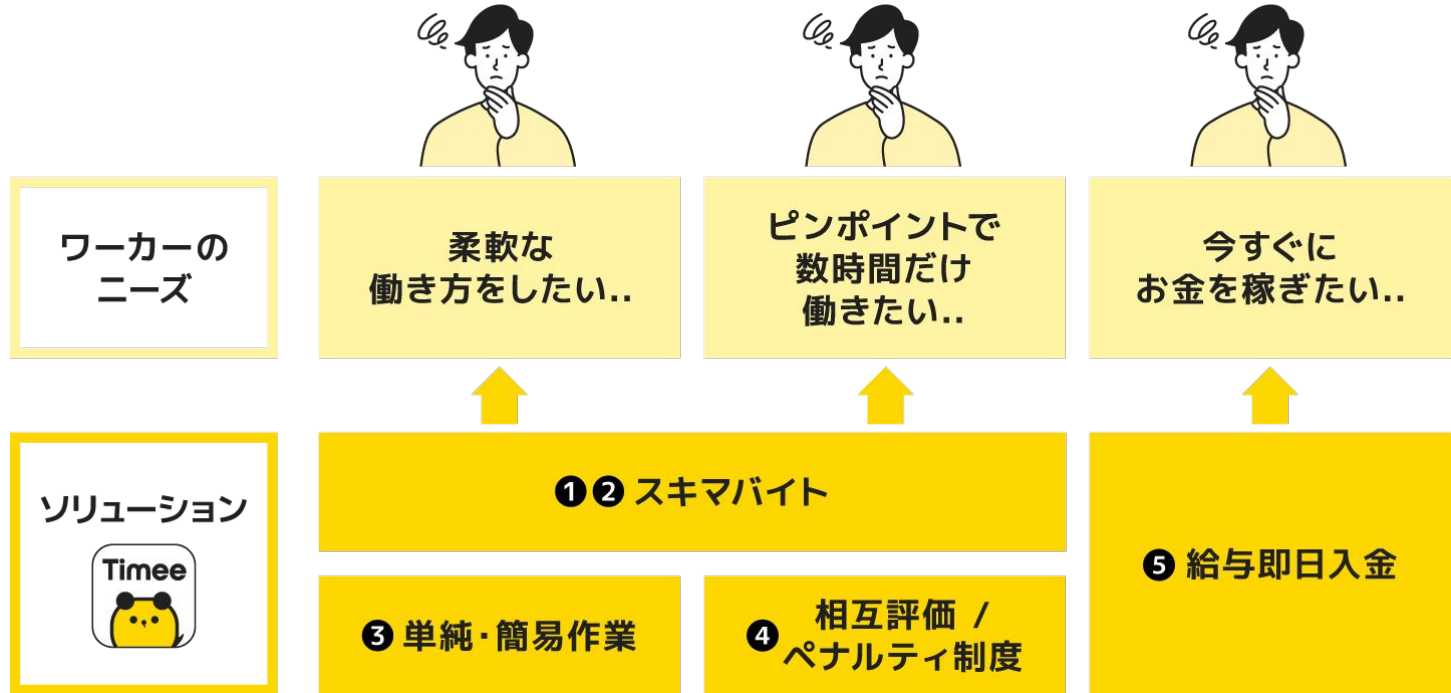 ワーカーの
ニーズ
柔軟な
働き方をしたい..
ピンポイントで
数時間だけ
働きたい..
今すぐに
お金を稼ぎたい..
ソリューション
Timee
❶❷ スキマバイト
❸ 単純・簡易作業
❹ 相互評価 /
ペナルティ制度
❺ 給与即日入金